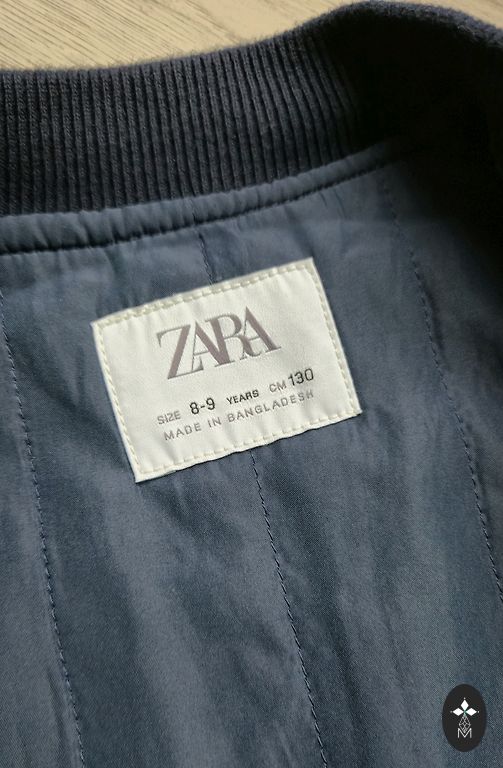 ZARA
SIZE 8-9 YEARS CM 130
MADE IN BANGLADESH
M